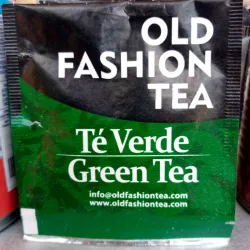 OLD
FASHION
TEA
Té Verde
Green Tea
info@oldfashiontea.com
www.oldfashiontea.com